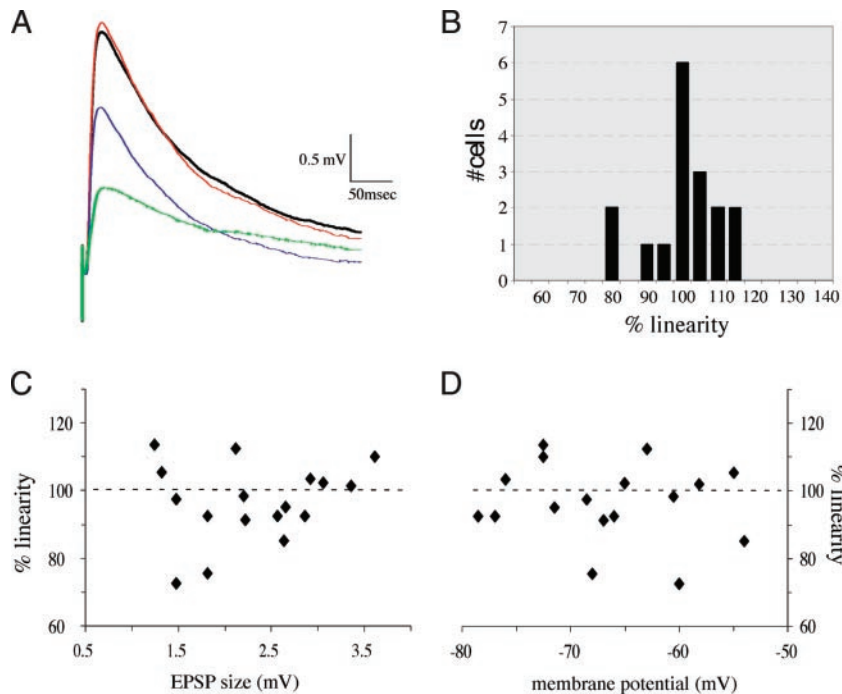 A
0.5 mV
50msec
B
7
6
5
4
3
2
1
0
#cells
60 70 80 90 100 110 120 130 140
% linearity
C
120
100
80
60
% linearity
0.5 1.5 2.5 3.5
EPSP size (mV)
D
120
100
80
60
% linearity
-80 -70 -60 -50
membrane potential (mV)